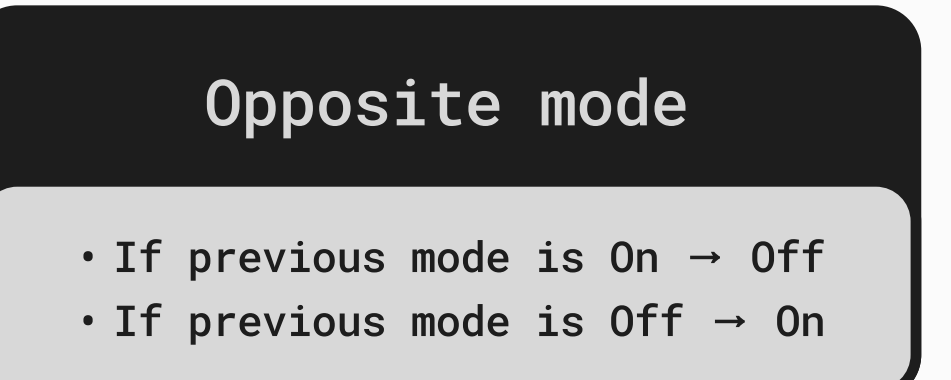 Opposite mode
• If previous mode is On → Off
• If previous mode is Off → On